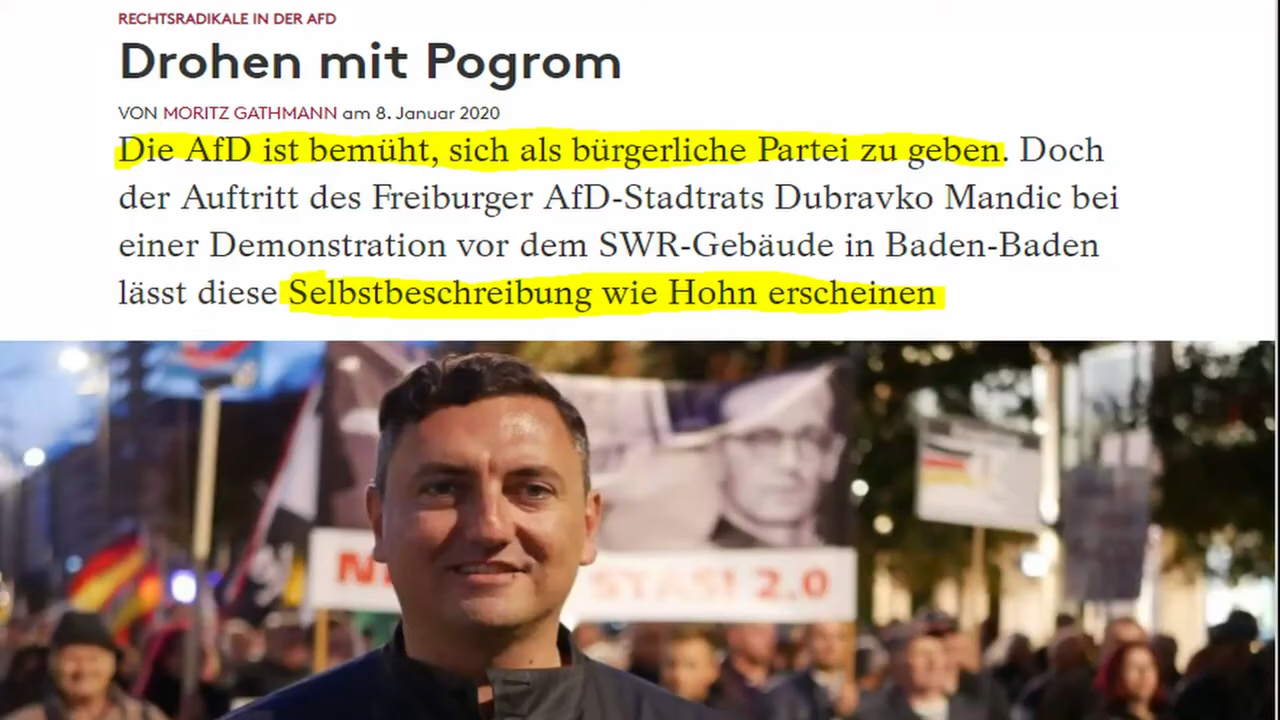 RECHTSRADIKALE IN DER AFD
Drohen mit Pogrom
VON MORITZ GATHMANN am 8. Januar 2020
Die AfD ist bemüht, sich als bürgerliche Partei zu geben. Doch
der Auftritt des Freiburger AfD-Stadtrats Dubravko Mandic bei
einer Demonstration vor dem SWR-Gebäude in Baden-Baden
lässt diese Selbstbeschreibung wie Hohn erscheinen
STASI 2.0